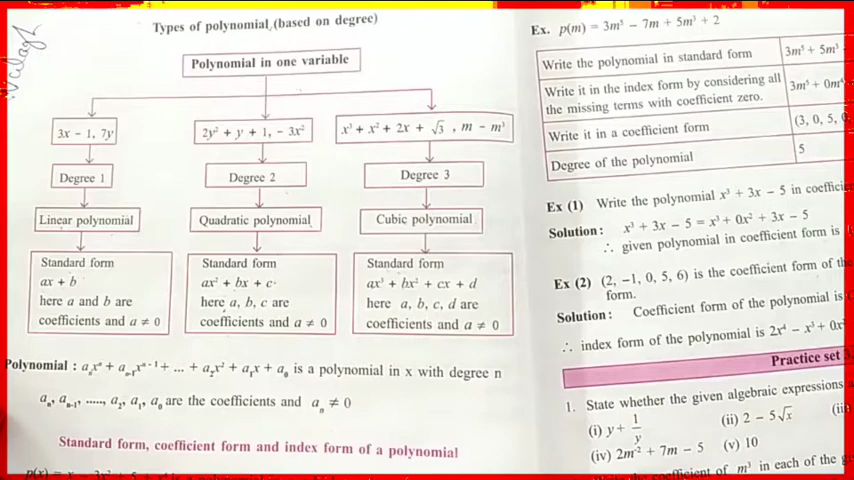 Types of polynomial (based on degree)
Polynomial in one variable
3x − 1, 7y
2y² + y + 1, − 3x²
x³ + x² + 2x + √3 , m − m³
Degree 1
Degree 2
Degree 3
Linear polynomial
Quadratic polynomial
Cubic polynomial
Standard form
ax + b
here a and b are
coefficients and a ≠ 0
Standard form
ax² + bx + c
here a, b, c are
coefficients and a ≠ 0
Standard form
ax³ + bx² + cx + d
here a, b, c, d are
coefficients and a ≠ 0
Polynomial : aₙxⁿ + aₙ₋₁xⁿ⁻¹ + ... + a₂x² + a₁x + a₀ is a polynomial in x with degree n
aₙ, aₙ₋₁, ....., a₂, a₁, a₀ are the coefficients and aₙ ≠ 0
Standard form, coefficient form and index form of a polynomial
Ex. p(m) = 3m⁵ − 7m + 5m³ + 2
Write the polynomial in standard form 3m⁵ + 5m³
Write it in the index form by considering all
the missing terms with coefficient zero. 3m⁵ + 0m⁴
Write it in a coefficient form (3, 0, 5, 0,
Degree of the polynomial 5
Ex (1) Write the polynomial x³ + 3x − 5 in
Solution : x³ + 3x − 5 = x³ + 0x² + 3x − 5
∴ given polynomial in coefficient form is
Ex (2) (2, −1, 0, 5, 6) is the coefficient form of the
form.
Solution : Coefficient form of the polynomial is
∴ index form of the polynomial is 2x⁴ − x³ + 0x²
Practice set 3
1. State whether the given algebraic expressions
(i) y + 1/y (ii) 2 − 5√x (iii)
(iv) 2m⁻² + 7m − 5 (v) 10
coefficient of m³ in each of the